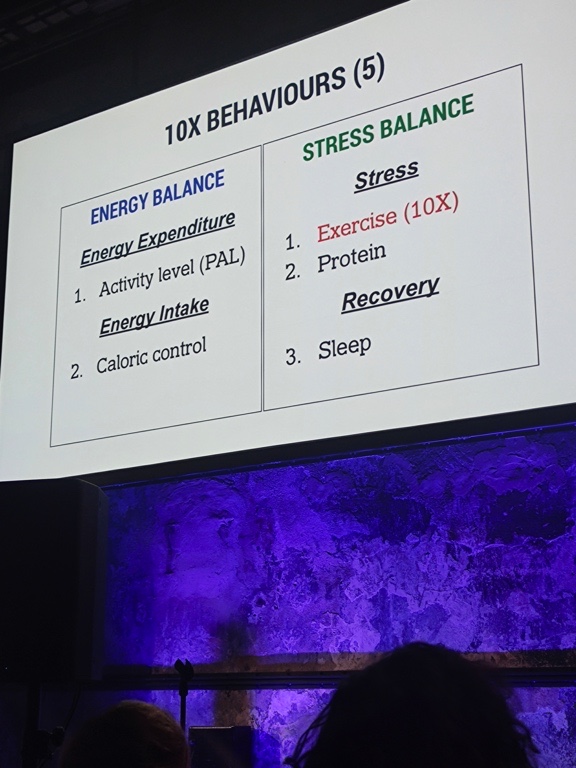 10X BEHAVIOURS (5)
ENERGY BALANCE
Energy Expenditure
1. Activity level (PAL)
Energy Intake
2. Caloric control
STRESS BALANCE
Stress
1. Exercise (10X)
2. Protein
Recovery
3. Sleep